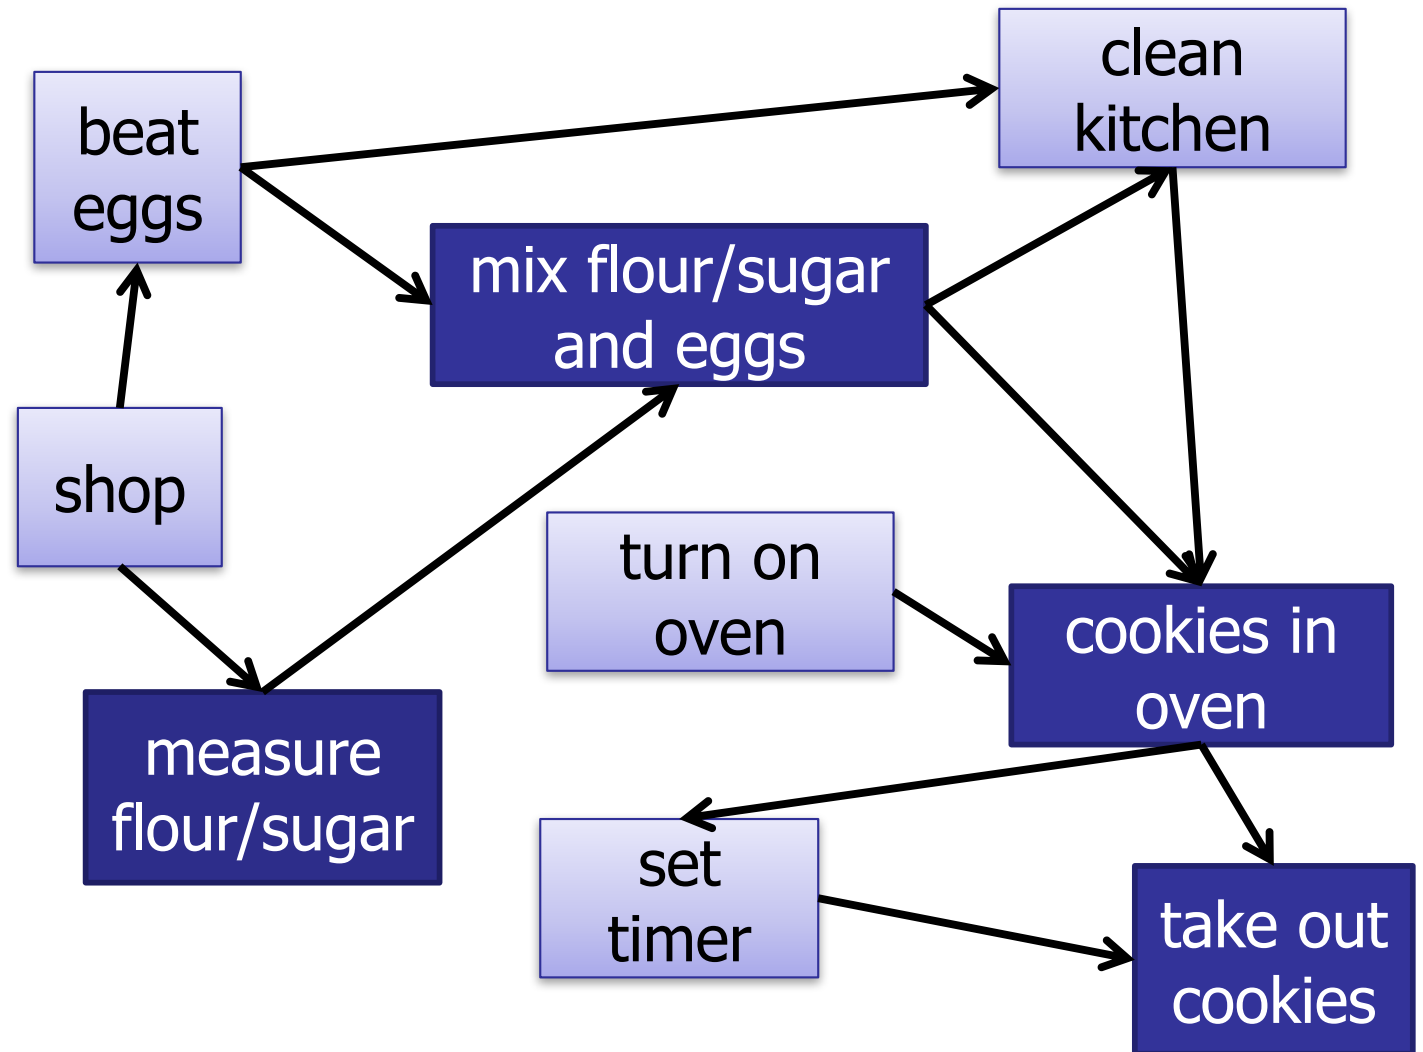 clean
kitchen
beat
eggs
mix flour/sugar
and eggs
shop
turn on
oven
cookies in
oven
measure
flour/sugar
set
timer
take out
cookies